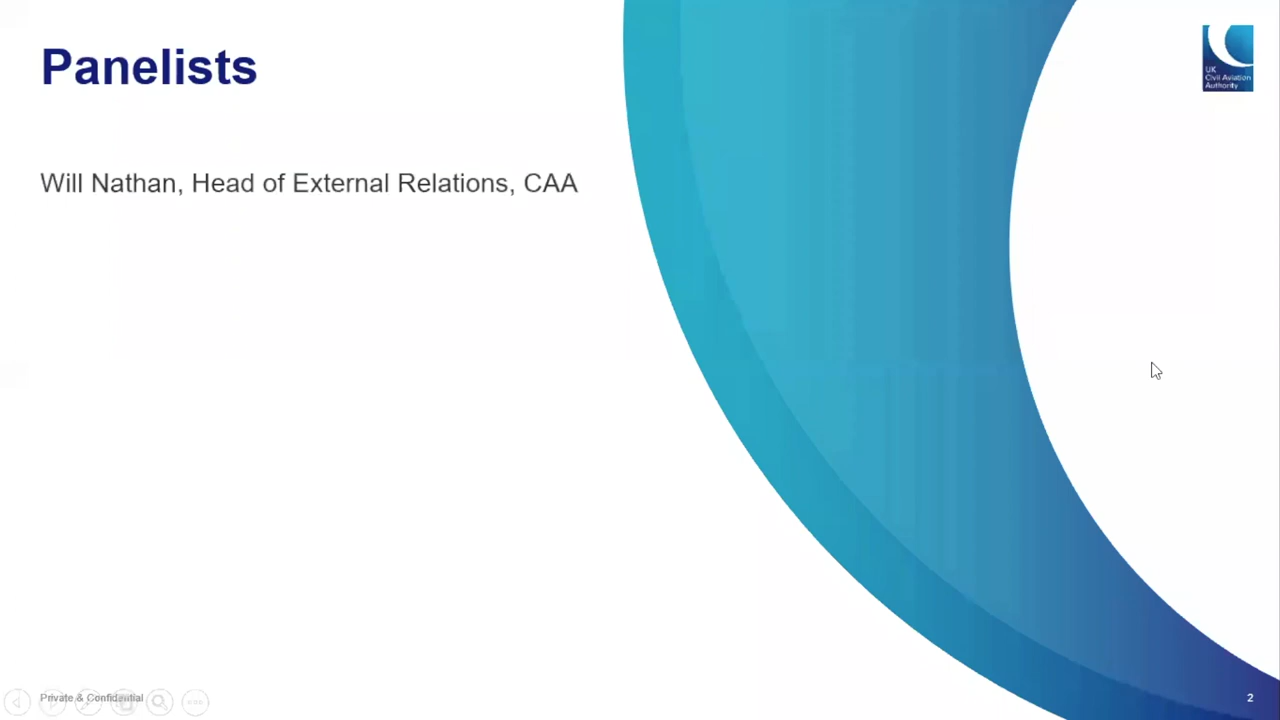 Panelists
UK
Civil Aviation
Authority
Will Nathan, Head of External Relations, CAA
Private & Confidential
2